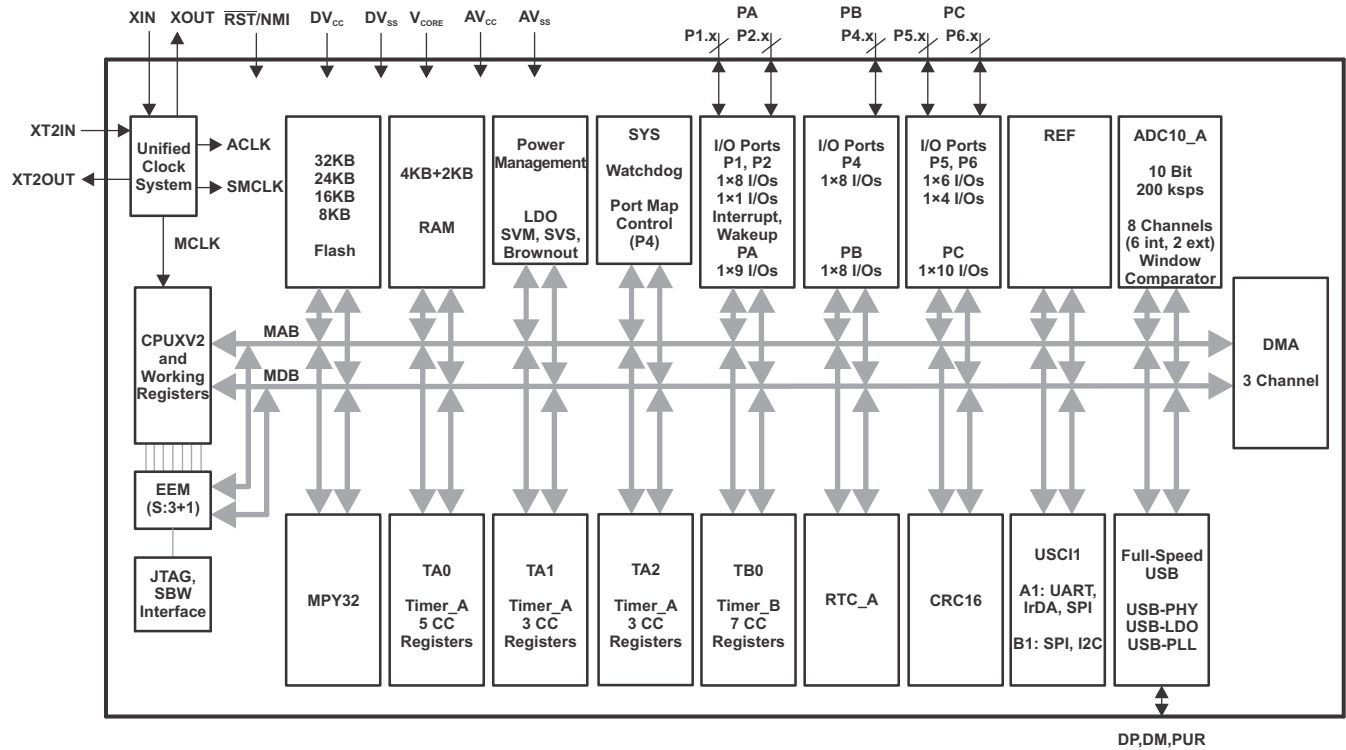 XIN XOUT RST/NMI DVCC DVSS VCORE AVCC AVSS
PA PB PC
P1.x P2.x P4.x P5.x P6.x
XT2IN
XT2OUT
Unified
Clock
System
ACLK
SMCLK
MCLK
32KB
24KB
16KB
8KB
Flash
4KB+2KB
RAM
Power
Management
LDO
SVM, SVS,
Brownout
SYS
Watchdog
Port Map
Control
(P4)
I/O Ports
P1, P2
1×8 I/Os
1×1 I/Os
Interrupt,
Wakeup
PA
1×9 I/Os
I/O Ports
P4
1×8 I/Os
PB
1×8 I/Os
I/O Ports
P5, P6
1×6 I/Os
1×4 I/Os
PC
1×10 I/Os
REF
ADC10_A
10 Bit
200 ksps
8 Channels
(6 int, 2 ext)
Window
Comparator
CPUXV2
and
Working
Registers
MAB
MDB
DMA
3 Channel
EEM
(S:3+1)
JTAG,
SBW
Interface
MPY32
TA0
Timer_A
5 CC
Registers
TA1
Timer_A
3 CC
Registers
TA2
Timer_A
3 CC
Registers
TB0
Timer_B
7 CC
Registers
RTC_A
CRC16
USCI1
A1: UART,
IrDA, SPI
B1: SPI, I2C
Full-Speed
USB
USB-PHY
USB-LDO
USB-PLL
DP,DM,PUR